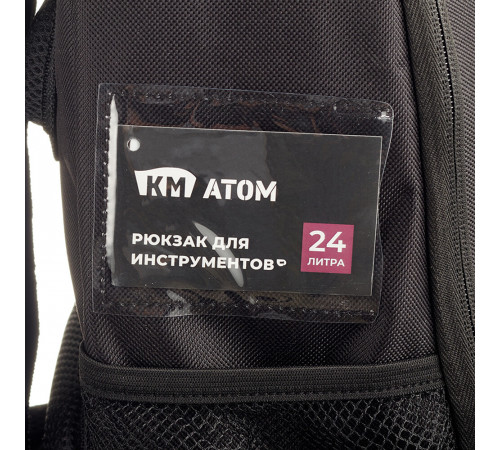 КМ АТОМ
РЮКЗАК ДЛЯ
ИНСТРУМЕНТОВ
24
ЛИТРА